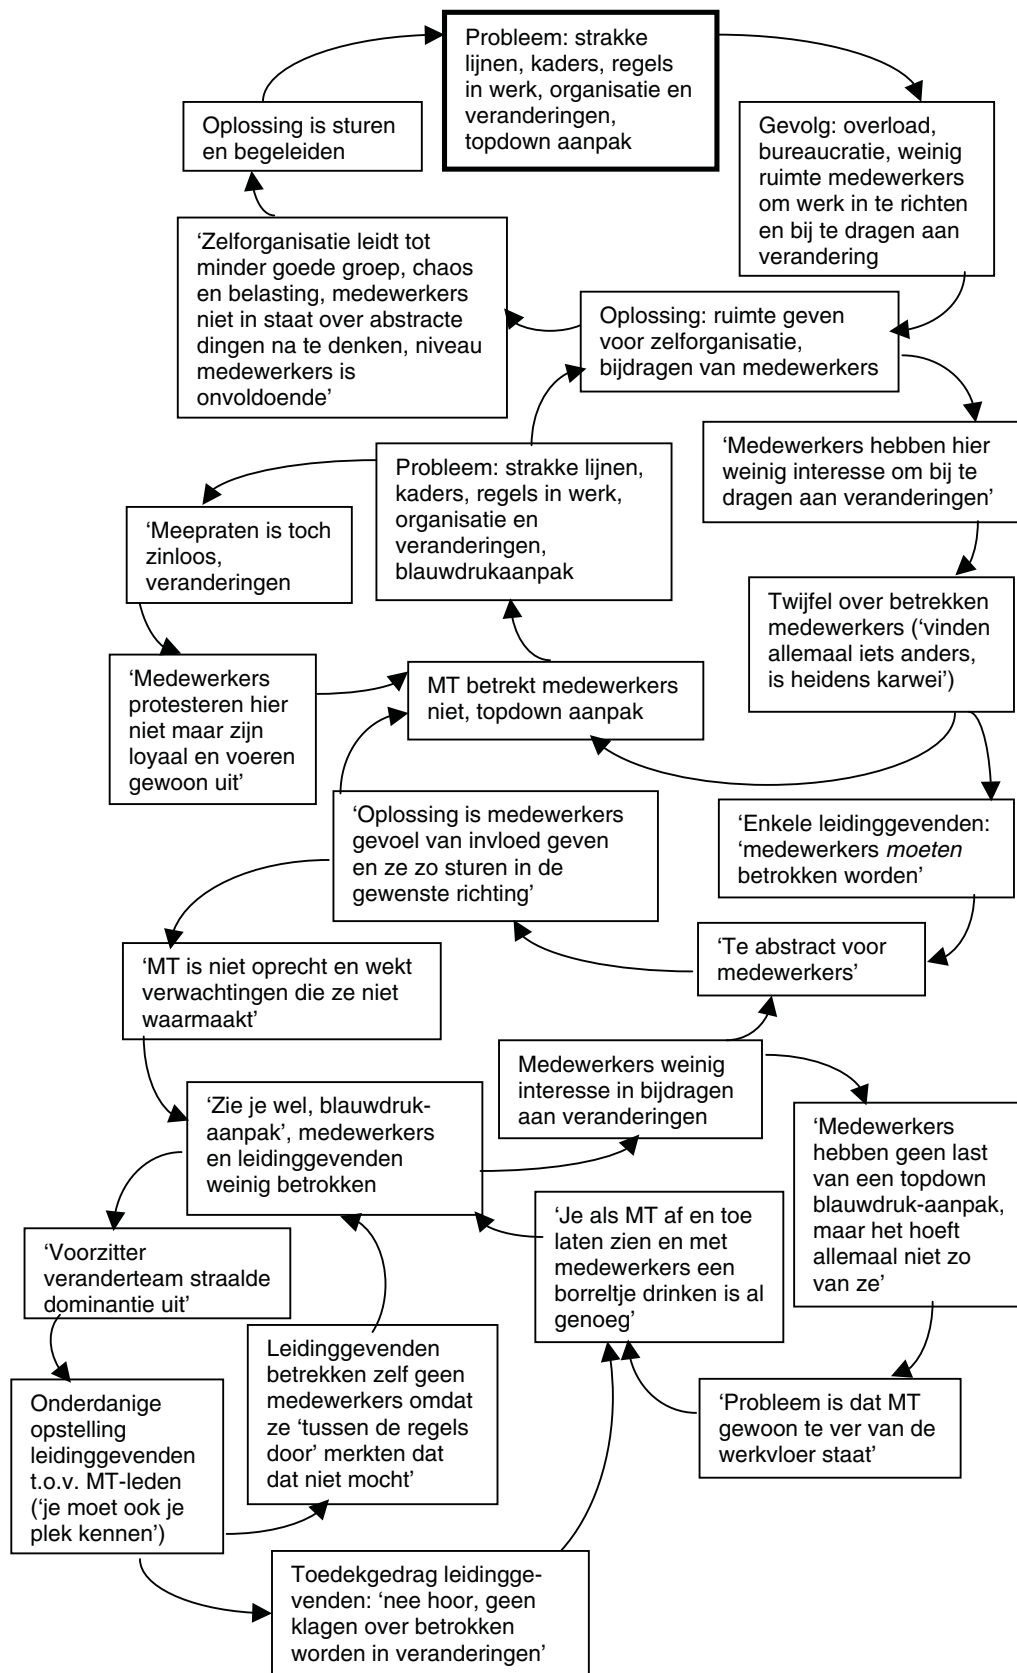 Probleem: strakke
lijnen, kaders, regels
in werk, organisatie en
veranderingen,
topdown aanpak
Oplossing is sturen
en begeleiden
Gevolg: overload,
bureaucratie, weinig
ruimte medewerkers
om werk in te richten
en bij te dragen aan
verandering
‘Zelforganisatie leidt tot
minder goede groep, chaos
en belasting, medewerkers
niet in staat over abstracte
dingen na te denken, niveau
medewerkers is
onvoldoende’
Oplossing: ruimte geven
voor zelforganisatie,
bijdragen van medewerkers
‘Medewerkers hebben hier
weinig interesse om bij te
dragen aan veranderingen’
Probleem: strakke lijnen,
kaders, regels in werk,
organisatie en
veranderingen,
blauwdrukaanpak
‘Meepraten is toch
zinloos,
veranderingen
Twijfel over betrekken
medewerkers (‘vinden
allemaal iets anders,
is heidens karwei’)
‘Medewerkers
protesteren hier
niet maar zijn
loyaal en voeren
gewoon uit’
MT betrekt medewerkers
niet, topdown aanpak
‘Oplossing is medewerkers
gevoel van invloed geven
en ze zo sturen in de
gewenste richting’
‘Enkele leidinggevenden:
‘medewerkers moeten
betrokken worden’
‘Te abstract voor
medewerkers’
‘MT is niet oprecht en wekt
verwachtingen die ze niet
waarmaakt’
Medewerkers weinig
interesse in bijdragen
aan veranderingen
‘Zie je wel, blauwdruk-
aanpak’, medewerkers
en leidinggevenden
weinig betrokken
‘Medewerkers
hebben geen last
van een topdown
blauwdruk-aanpak,
maar het hoeft
allemaal niet zo
van ze’
‘Je als MT af en toe
laten zien en met
medewerkers een
borreltje drinken is al
genoeg’
‘Voorzitter
veranderteam straalde
dominantie uit’
Leidinggevenden
betrekken zelf geen
medewerkers omdat
ze ‘tussen de regels
door’ merkten dat
dat niet mocht’
Onderdanige
opstelling
leidinggevenden
t.o.v. MT-leden
(‘je moet ook je
plek kennen’)
‘Probleem is dat MT
gewoon te ver van de
werkvloer staat’
Toedekgedrag leidingge-
venden: ‘nee hoor, geen
klagen over betrokken
worden in veranderingen’